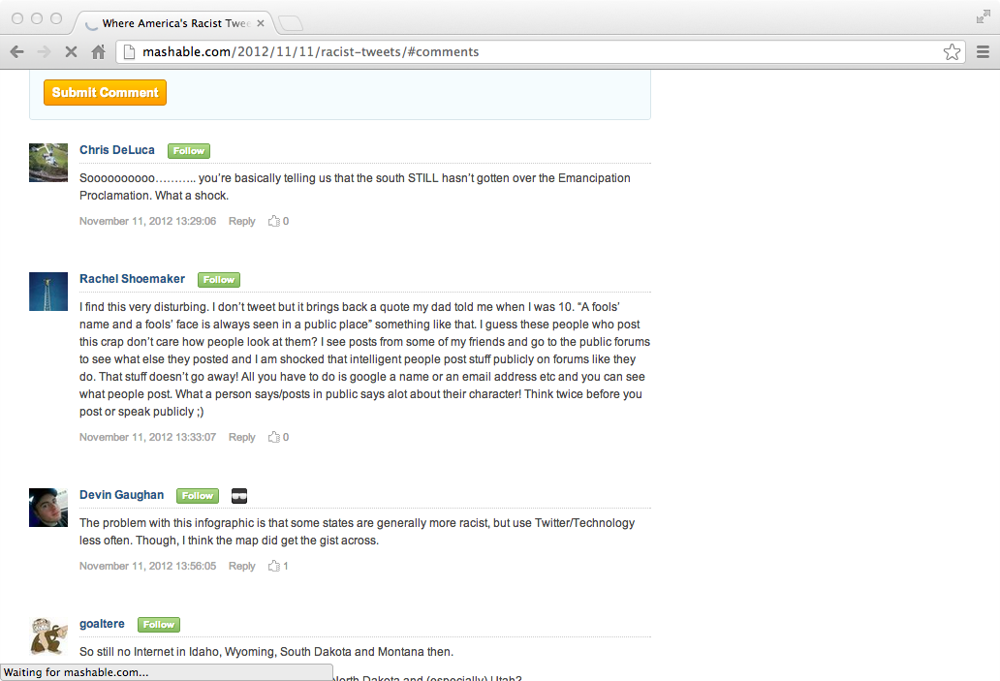 Where America's Racist Twee
mashable.com/2012/11/11/racist-tweets/#comments
Submit Comment
Chris DeLuca Follow
Soooooooooo……….. you’re basically telling us that the south STILL hasn’t gotten over the Emancipation
Proclamation. What a shock.
November 11, 2012 13:29:06 Reply 0
Rachel Shoemaker Follow
I find this very disturbing. I don’t tweet but it brings back a quote my dad told me when I was 10. “A fools’
name and a fools’ face is always seen in a public place” something like that. I guess these people who post
this crap don’t care how people look at them? I see posts from some of my friends and go to the public forums
to see what else they posted and I am shocked that intelligent people post stuff publicly on forums like they
do. That stuff doesn’t go away! All you have to do is google a name or an email address etc and you can see
what people post. What a person says/posts in public says alot about their character! Think twice before you
post or speak publicly ;)
November 11, 2012 13:33:07 Reply 0
Devin Gaughan Follow
The problem with this infographic is that some states are generally more racist, but use Twitter/Technology
less often. Though, I think the map did get the gist across.
November 11, 2012 13:56:05 Reply 1
goaltere Follow
So still no Internet in Idaho, Wyoming, South Dakota and Montana then.
North Dakota and (especially) Utah?
Waiting for mashable.com...